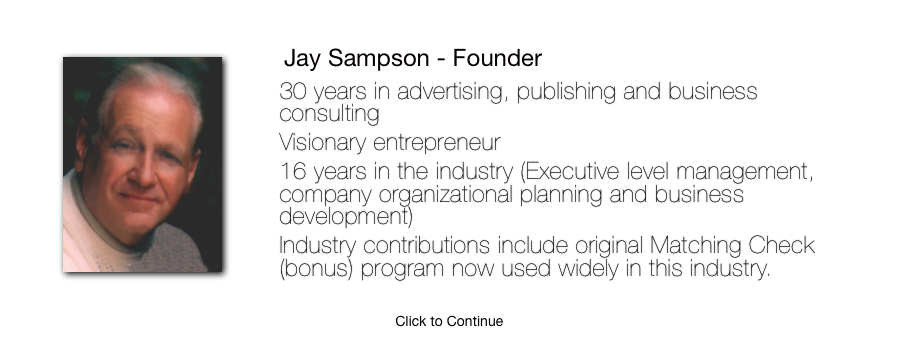 Jay Sampson - Founder
30 years in advertising, publishing and business
consulting
Visionary entrepreneur
16 years in the industry (Executive level management,
company organizational planning and business
development)
Industry contributions include original Matching Check
(bonus) program now used widely in this industry.
Click to Continue